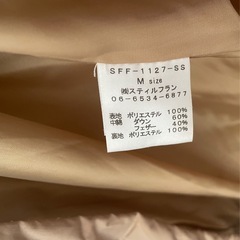 SFF-1127-SS
M size
㈱スティルフラン
06-6534-6877
表地 ポリエステル 100%
中綿 ダウン 60%
フェザー 40%
裏地 ポリエステル 100%